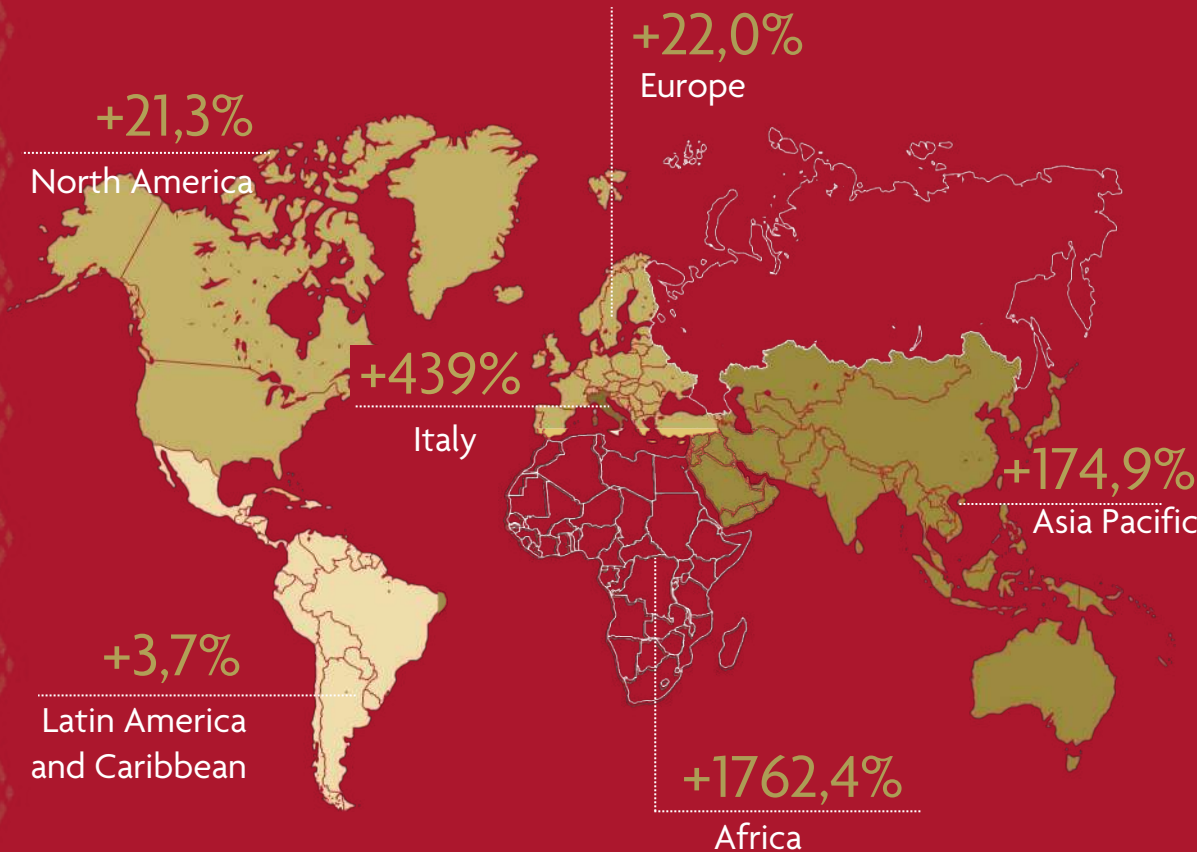 +22,0%
Europe
+21,3%
North America
+439%
Italy
+174,9%
Asia Pacific
+3,7%
Latin America
and Caribbean
+1762,4%
Africa